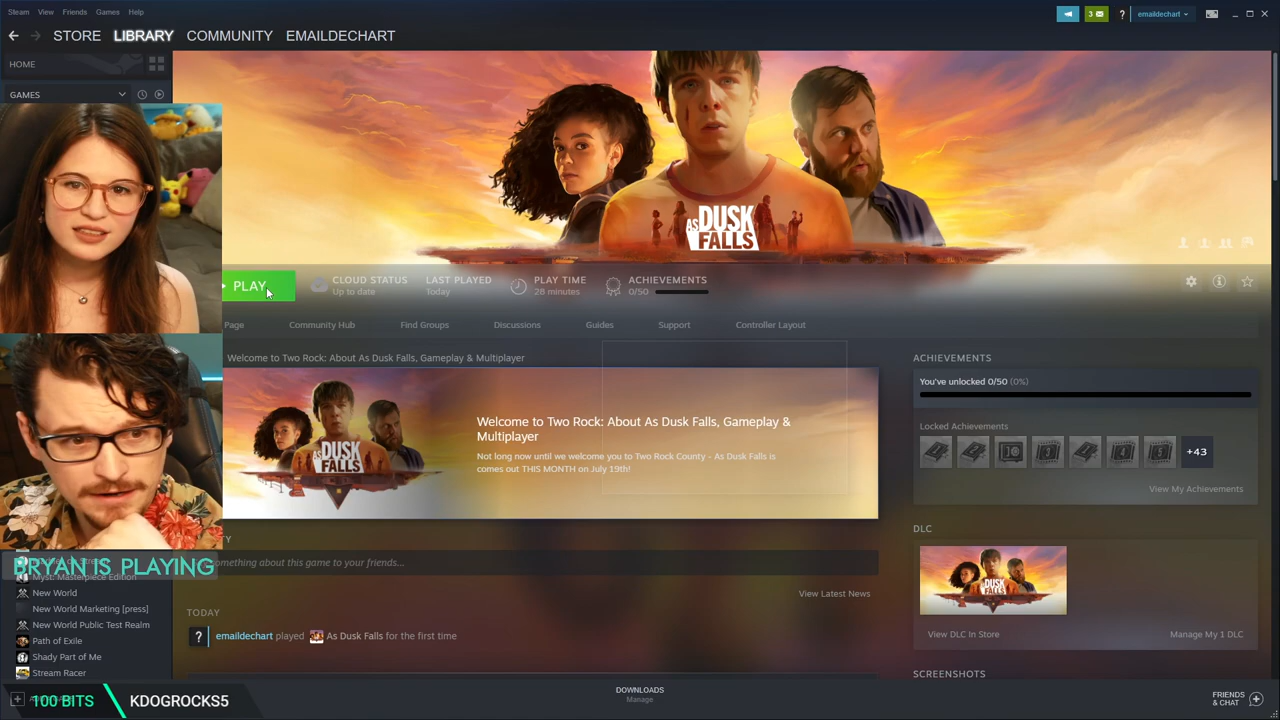 Steam View Friends Games Help
3 ? emaildechart
STORE LIBRARY COMMUNITY EMAILDECHART
HOME
GAMES
AS DUSK FALLS
PLAY
CLOUD STATUS
Up to date
LAST PLAYED
Today
PLAY TIME
28 minutes
ACHIEVEMENTS
0/50
Page Community Hub Find Groups Discussions Guides Support Controller Layout
Welcome to Two Rock: About As Dusk Falls, Gameplay & Multiplayer
AS DUSK FALLS
Welcome to Two Rock: About As Dusk Falls, Gameplay &
Multiplayer
Not long now until we welcome you to Two Rock County - As Dusk Falls is
comes out THIS MONTH on July 19th!
something about this game to your friends...
View Latest News
TODAY
? emaildechart played As Dusk Falls for the first time
ACHIEVEMENTS
You've unlocked 0/50 (0%)
Locked Achievements
+43
View My Achievements
DLC
AS DUSK FALLS
View DLC In Store Manage My 1 DLC
SCREENSHOTS
BRYAN IS PLAYING
Myst: Masterpiece Edition
New World
New World Marketing [press]
New World Public Test Realm
Path of Exile
Shady Part of Me
Stream Racer
100 BITS KDOGROCKS5
DOWNLOADS
Manage
FRIENDS
& CHAT